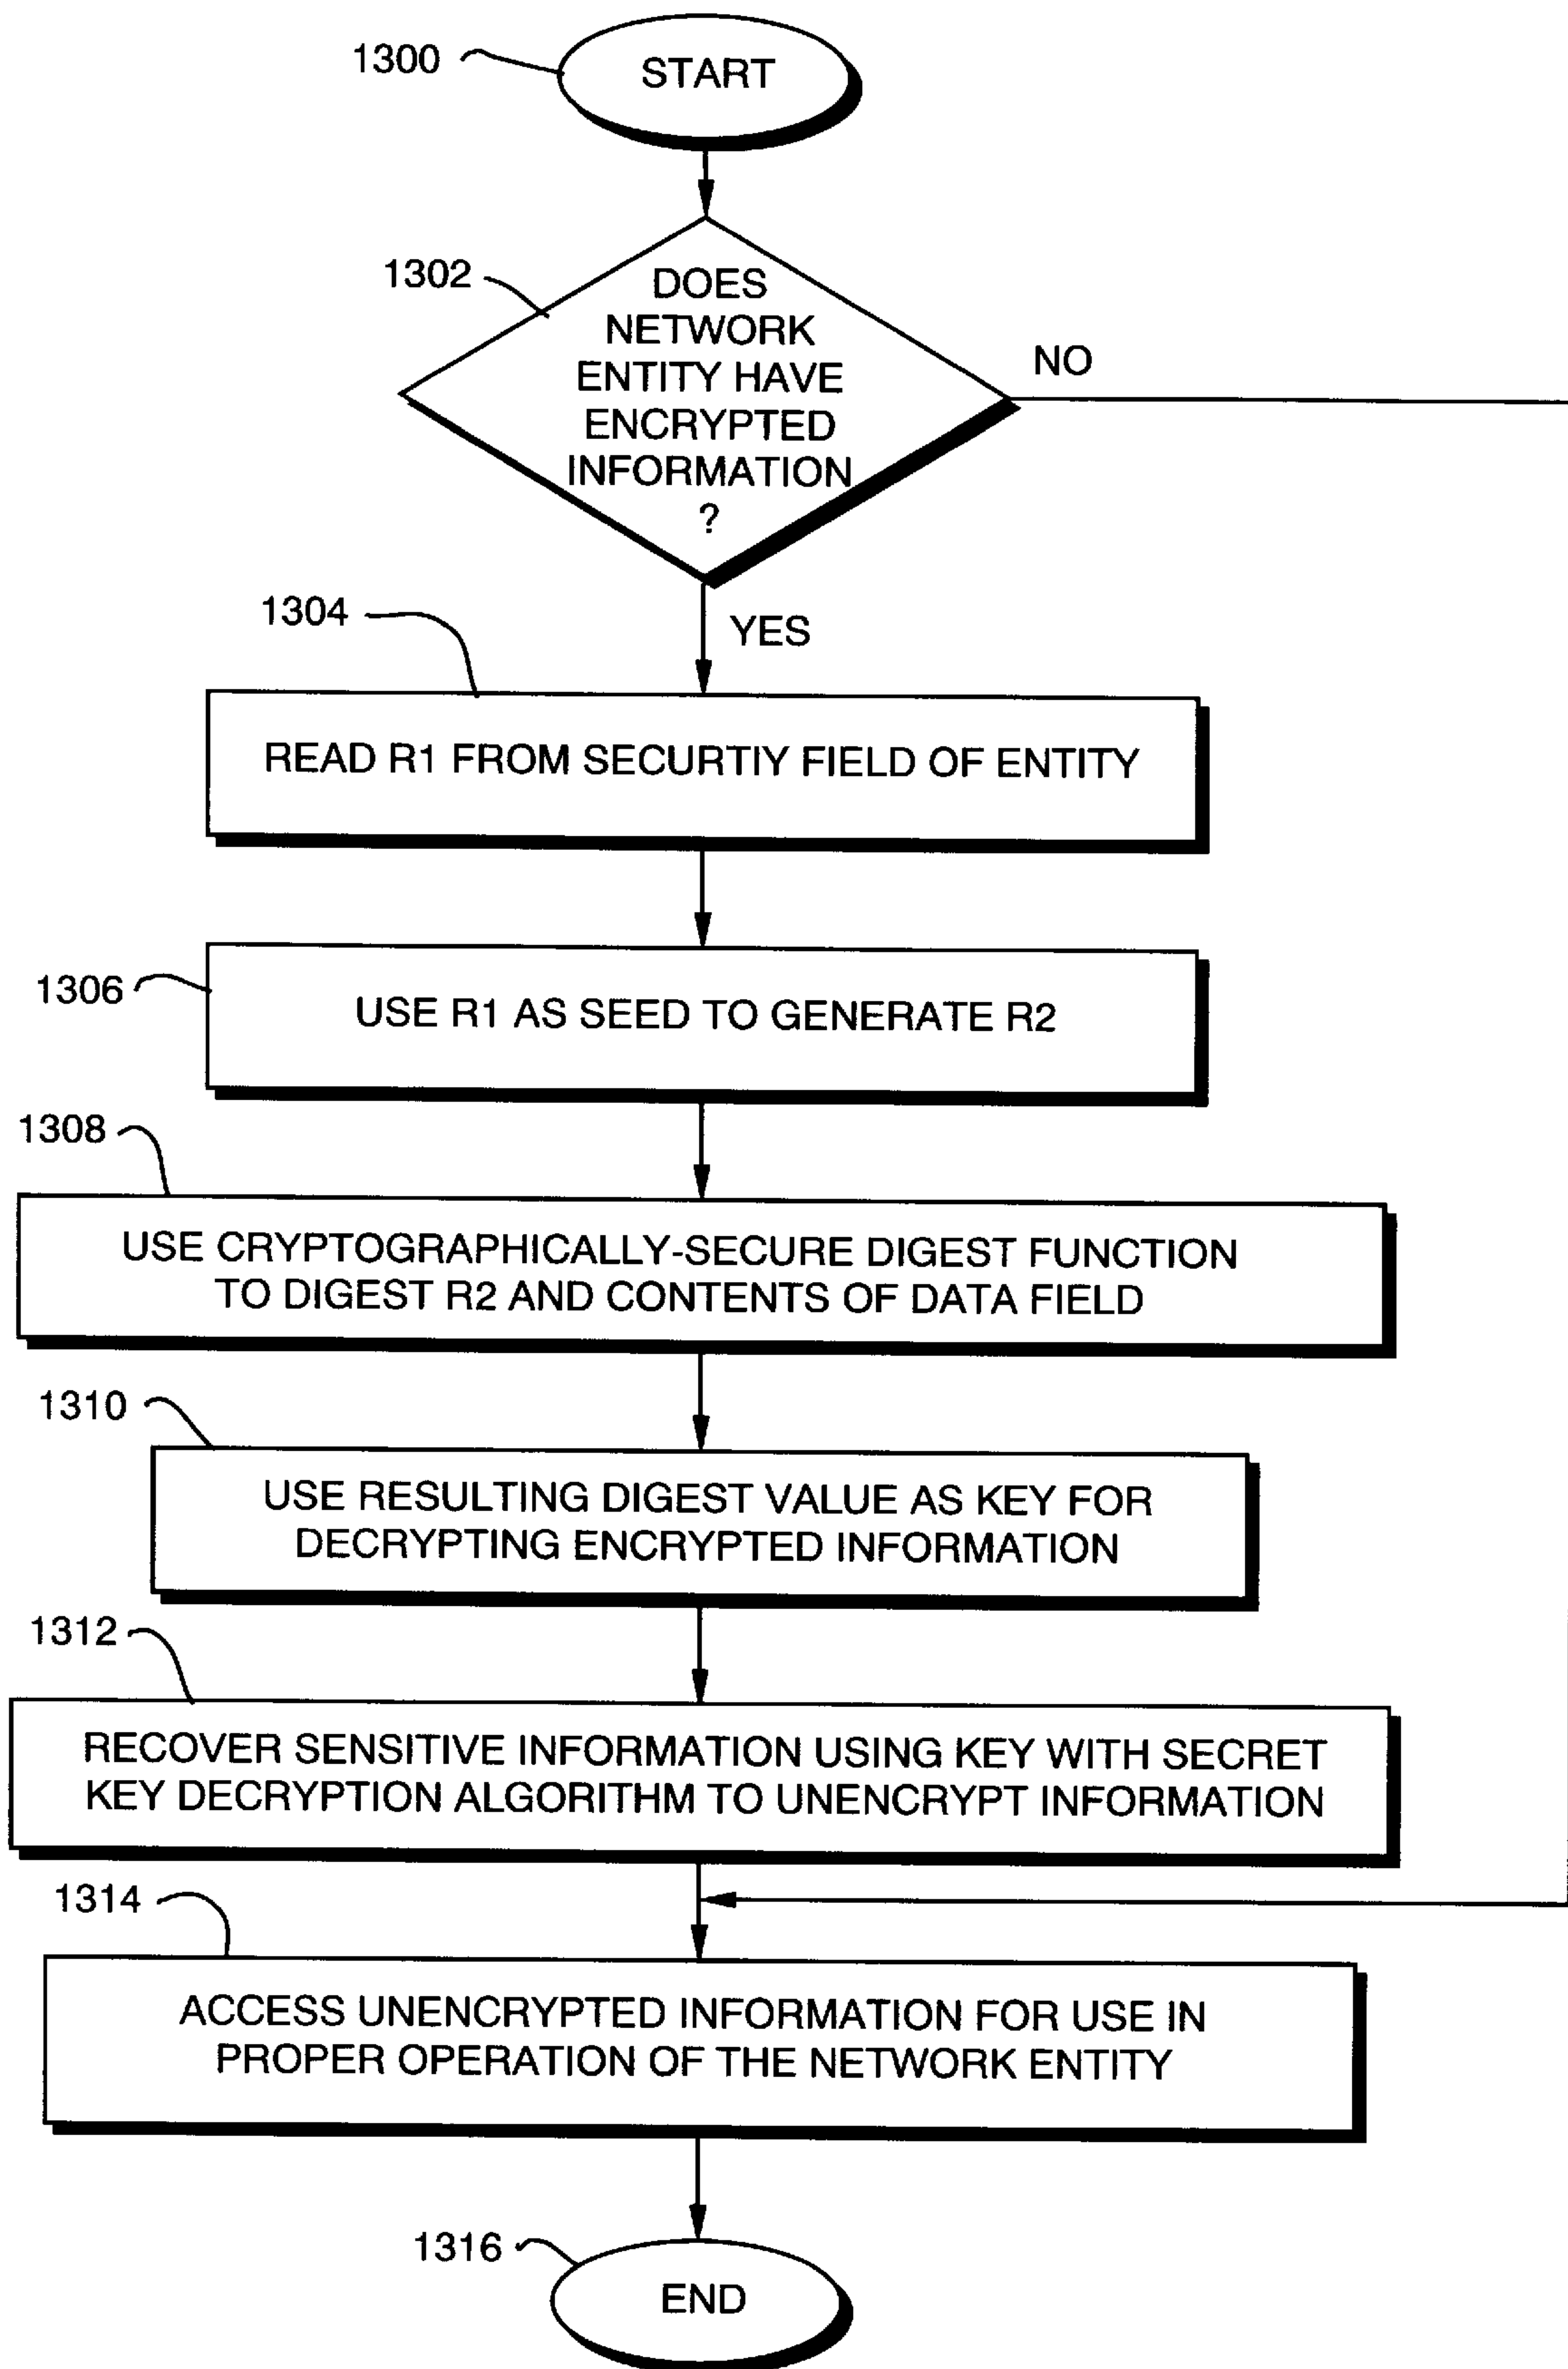 1300
START
1302
DOES
NETWORK
ENTITY HAVE
ENCRYPTED
INFORMATION
?
NO
YES
1304
READ R1 FROM SECURTIY FIELD OF ENTITY
1306
USE R1 AS SEED TO GENERATE R2
1308
USE CRYPTOGRAPHICALLY-SECURE DIGEST FUNCTION
TO DIGEST R2 AND CONTENTS OF DATA FIELD
1310
USE RESULTING DIGEST VALUE AS KEY FOR
DECRYPTING ENCRYPTED INFORMATION
1312
RECOVER SENSITIVE INFORMATION USING KEY WITH SECRET
KEY DECRYPTION ALGORITHM TO UNENCRYPT INFORMATION
1314
ACCESS UNENCRYPTED INFORMATION FOR USE IN
PROPER OPERATION OF THE NETWORK ENTITY
1316
END